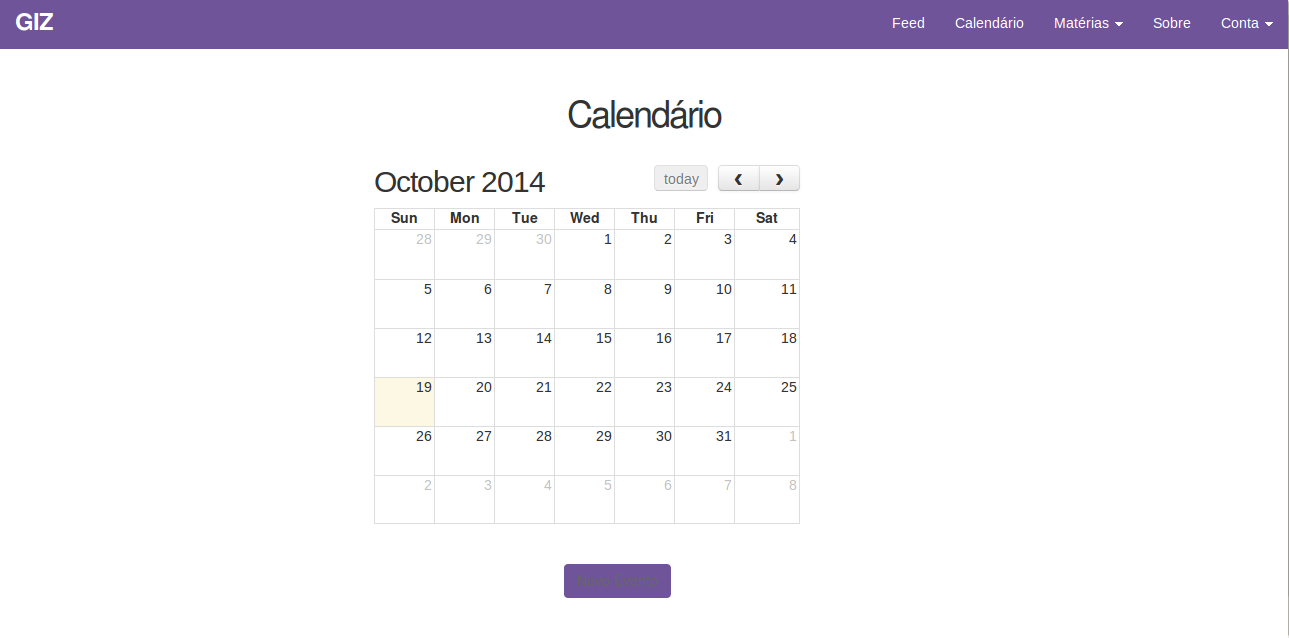 GIZ Feed Calendário Matérias Sobre Conta
Calendário
October 2014 today
Sun Mon Tue Wed Thu Fri Sat
28 29 30 1 2 3 4
5 6 7 8 9 10 11
12 13 14 15 16 17 18
19 20 21 22 23 24 25
26 27 28 29 30 31 1
2 3 4 5 6 7 8